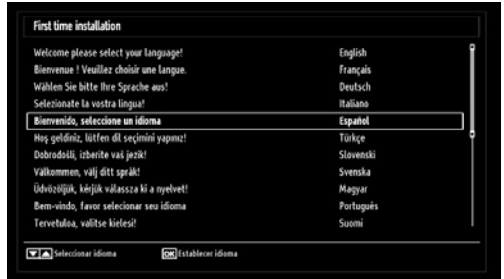 First time installation
Welcome please select your language! English
Bienvenue ! Veuillez choisir une langue. Français
Wählen Sie bitte Ihre Sprache aus! Deutsch
Selezionate la vostra lingua! Italiano
Bienvenido, seleccione un idioma Español
Hoş geldiniz, lütfen dil seçimini yapınız! Türkçe
Dobrodošli, izberite vaš jezik! Slovenski
Välkommen, välj ditt språk! Svenska
Üdvözöljük, kérjük válassza ki a nyelvet! Magyar
Bem-vindo, favor selecionar seu idioma Português
Tervetuloa, valitse kielesi! Suomi
Seleccionar idioma OK Establecer idioma